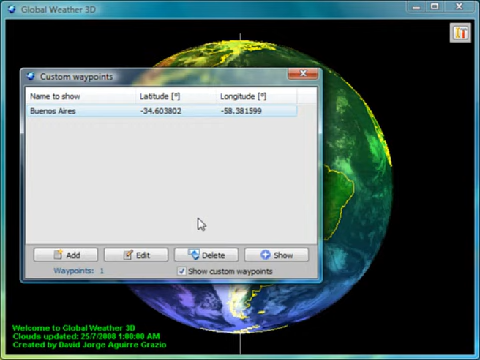 Global Weather 3D
Custom waypoints
Name to show Latitude [°] Longitude [°]
Buenos Aires -34.603802 -58.381599
Add Edit Delete Show
Waypoints: 1 Show custom waypoints
Welcome to Global Weather 3D
Clouds updated: 25/7/2008 1:00:00 AM
Created by David Jorge Aguirre Grazio